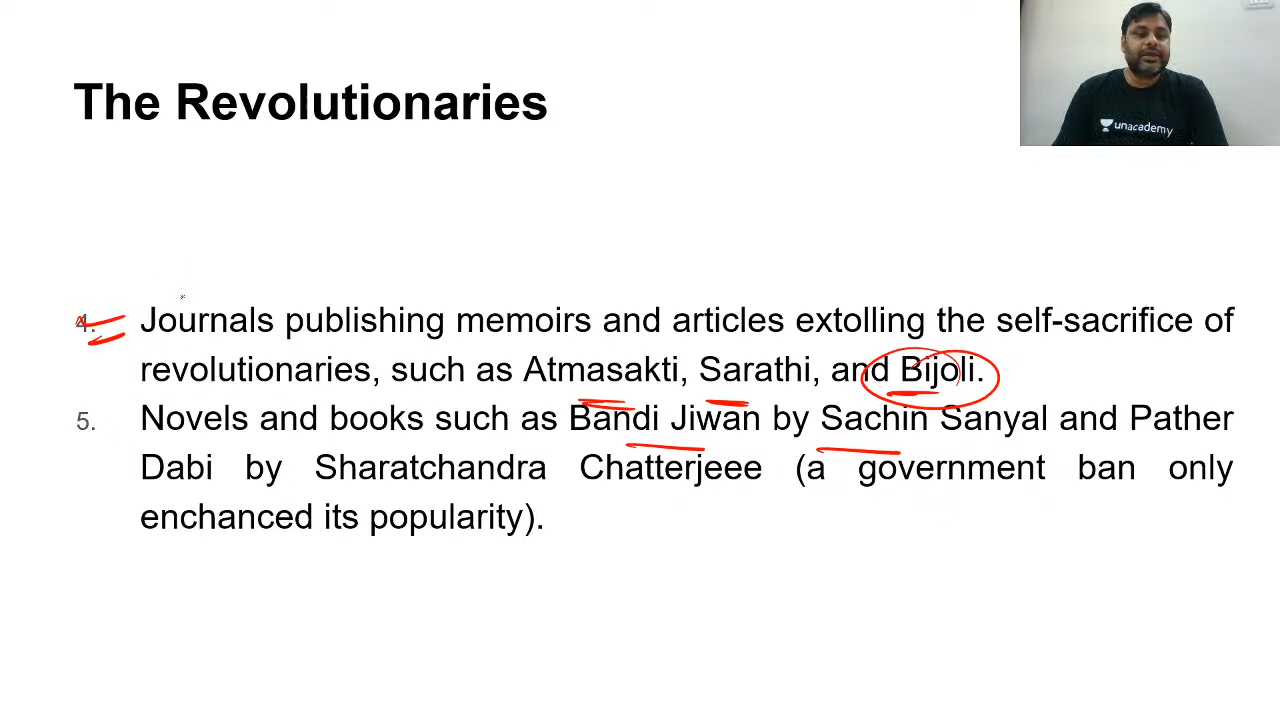 The Revolutionaries
unacademy
4. Journals publishing memoirs and articles extolling the self-sacrifice of
revolutionaries, such as Atmasakti, Sarathi, and Bijoli.
5. Novels and books such as Bandi Jiwan by Sachin Sanyal and Pather
Dabi by Sharatchandra Chatterjeee (a government ban only
enchanced its popularity).